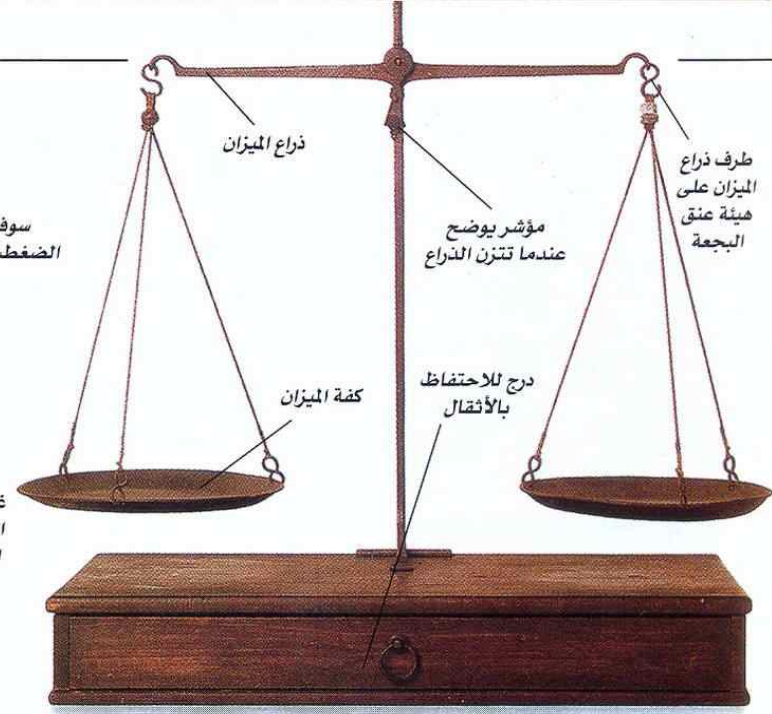 ذراع الميزان
طرف ذراع
الميزان على
هيئة عنق
البجعة
مؤشر يوضح
عندما تتزن الذراع
سوف
الضغط
درج للاحتفاظ
بالأثقال
كفة الميزان